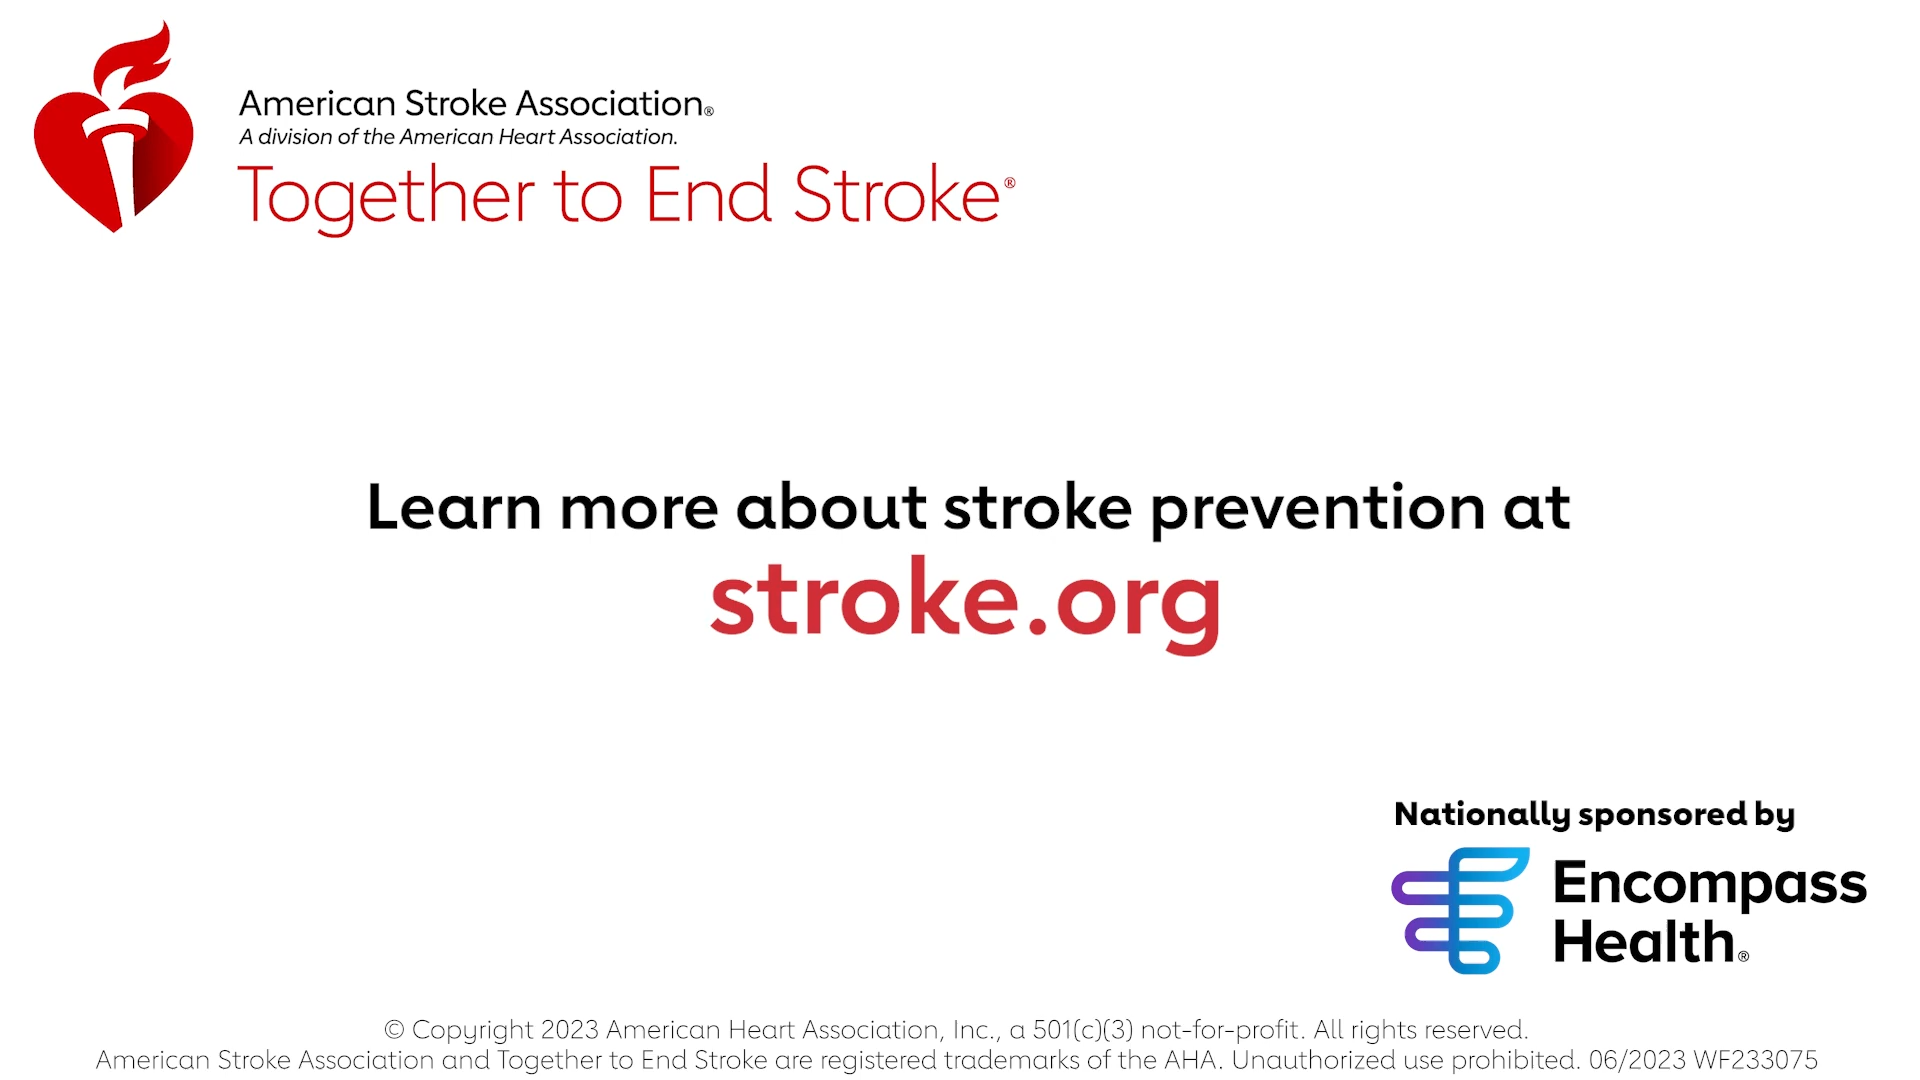 American Stroke Association®
A division of the American Heart Association.
Together to End Stroke®
Learn more about stroke prevention at
stroke.org
Nationally sponsored by
Encompass
Health®
© Copyright 2023 American Heart Association, Inc., a 501(c)(3) not-for-profit. All rights reserved.
American Stroke Association and Together to End Stroke are registered trademarks of the AHA. Unauthorized use prohibited. 06/2023 WF233075